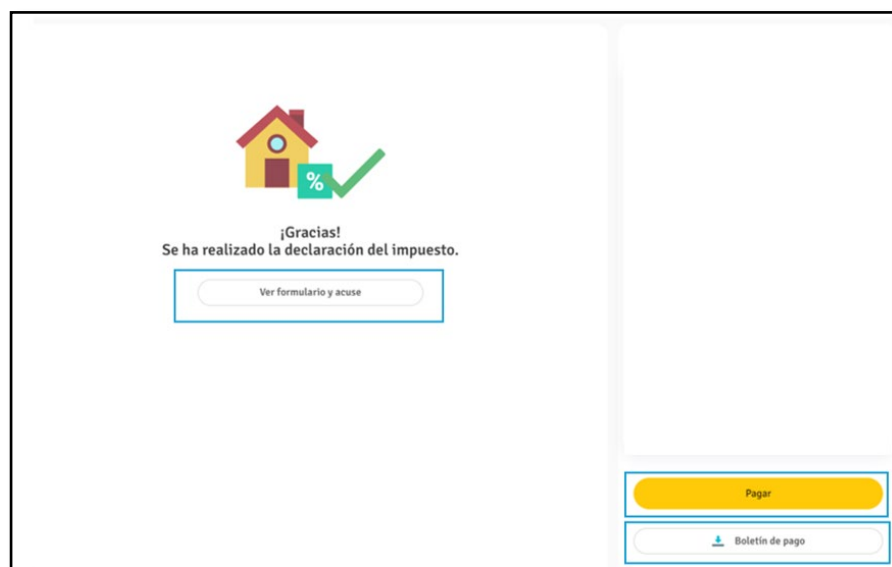 %
¡Gracias!
Se ha realizado la declaración del impuesto.
Ver formulario y acuse
Pagar
Boletín de pago